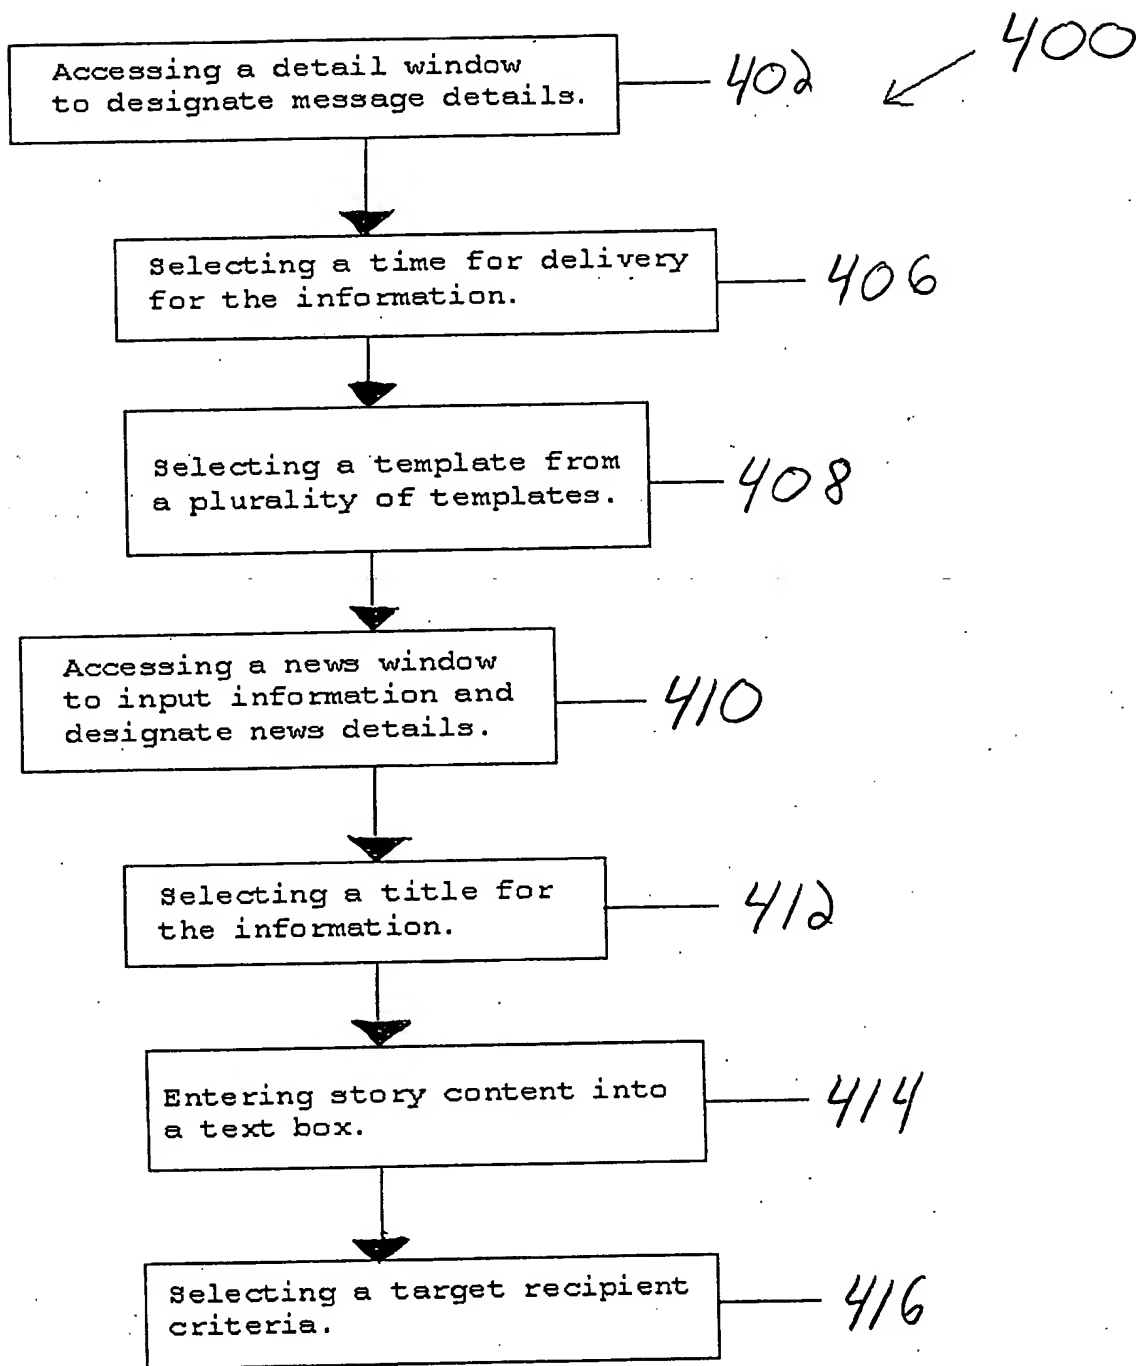 400
Accessing a detail window
to designate message details.
402
Selecting a time for delivery
for the information.
406
Selecting a template from
a plurality of templates.
408
Accessing a news window
to input information and
designate news details.
410
Selecting a title for
the information.
412
Entering story content into
a text box.
414
Selecting a target recipient
criteria.
416